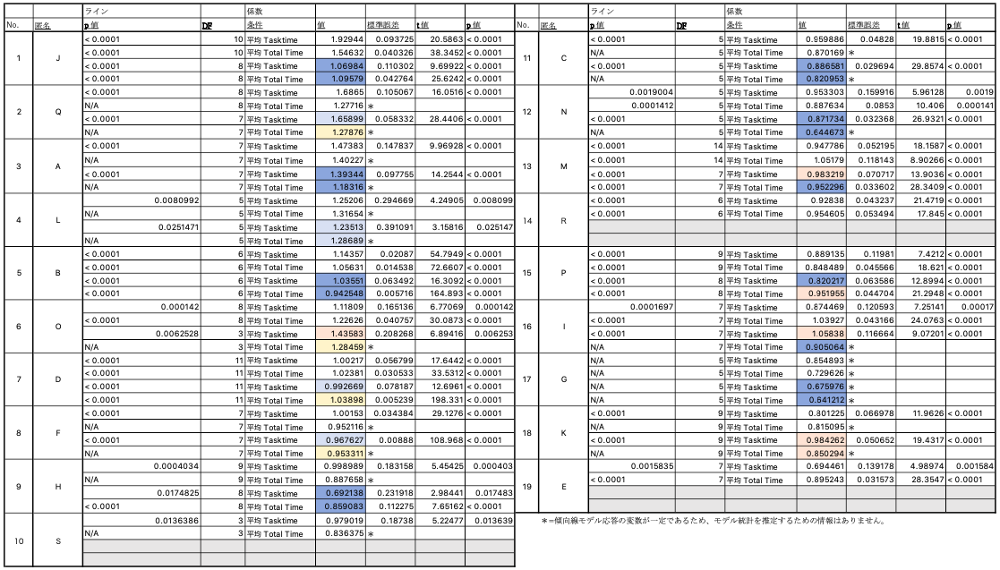 ライン 係数
No. 匿名 p 値 DF 条件 値 標準誤差 t 値 p値
1 J < 0.0001 10 平均 Tasktime 1.92944 0.093725 20.5863 < 0.0001
< 0.0001 10 平均 Total Time 1.54632 0.040326 38.3452 < 0.0001
< 0.0001 8 平均 Tasktime 1.06984 0.110302 9.69922 < 0.0001
< 0.0001 8 平均 Total Time 1.09579 0.042764 25.6242 < 0.0001
2 Q < 0.0001 8 平均 Tasktime 1.6865 0.105067 16.0516 < 0.0001
N/A 8 平均 Total Time 1.27716 *
< 0.0001 7 平均 Tasktime 1.65899 0.058332 28.4406 < 0.0001
N/A 7 平均 Total Time 1.27876 *
3 A < 0.0001 7 平均 Tasktime 1.47383 0.147837 9.96928 < 0.0001
N/A 7 平均 Total Time 1.40227 *
< 0.0001 7 平均 Tasktime 1.39344 0.097755 14.2544 < 0.0001
N/A 7 平均 Total Time 1.18316 *
4 L 0.0080992 5 平均 Tasktime 1.25206 0.294669 4.24905 0.008099
N/A 5 平均 Total Time 1.31654 *
0.0251471 5 平均 Tasktime 1.23513 0.391091 3.15816 0.025147
N/A 5 平均 Total Time 1.28689 *
5 B < 0.0001 6 平均 Tasktime 1.14357 0.02087 54.7949 < 0.0001
< 0.0001 6 平均 Total Time 1.05631 0.014538 72.6607 < 0.0001
< 0.0001 6 平均 Tasktime 1.03551 0.063492 16.3092 < 0.0001
< 0.0001 6 平均 Total Time 0.942548 0.005716 164.893 < 0.0001
6 O 0.000142 8 平均 Tasktime 1.11809 0.165136 6.77069 0.000142
< 0.0001 8 平均 Total Time 1.22626 0.040757 30.0873 < 0.0001
0.0062528 3 平均 Tasktime 1.43583 0.208268 6.89416 0.006253
N/A 3 平均 Total Time 1.28459 *
7 D < 0.0001 11 平均 Tasktime 1.00217 0.056799 17.6442 < 0.0001
< 0.0001 11 平均 Total Time 1.02381 0.030533 33.5312 < 0.0001
< 0.0001 11 平均 Tasktime 0.992669 0.078187 12.6961 < 0.0001
< 0.0001 11 平均 Total Time 1.03898 0.005239 198.331 < 0.0001
8 F < 0.0001 7 平均 Tasktime 1.00153 0.034384 29.1276 < 0.0001
N/A 7 平均 Total Time 0.952116 *
< 0.0001 7 平均 Tasktime 0.967627 0.00888 108.968 < 0.0001
N/A 7 平均 Total Time 0.953311 *
9 H 0.0004034 9 平均 Tasktime 0.998989 0.183158 5.45425 0.000403
N/A 9 平均 Total Time 0.887658 *
0.0174825 8 平均 Tasktime 0.692138 0.231918 2.98441 0.017483
< 0.0001 8 平均 Total Time 0.859083 0.112275 7.65162 < 0.0001
10 S 0.0136386 3 平均 Tasktime 0.979019 0.18738 5.22477 0.013639
N/A 3 平均 Total Time 0.836375 *
ライン 係数
No. 匿名 p 値 DF 条件 値 標準誤差 t 値 p値
11 C < 0.0001 5 平均 Tasktime 0.959886 0.04828 19.8815 < 0.0001
N/A 5 平均 Total Time 0.870169 *
< 0.0001 5 平均 Tasktime 0.886581 0.029694 29.8574 < 0.0001
N/A 5 平均 Total Time 0.820953 *
12 N 0.0019004 5 平均 Tasktime 0.953303 0.159916 5.96128 0.0019
0.0001412 5 平均 Total Time 0.887634 0.0853 10.406 0.000141
< 0.0001 5 平均 Tasktime 0.871734 0.032368 26.9321 < 0.0001
N/A 5 平均 Total Time 0.644673 *
13 M < 0.0001 14 平均 Tasktime 0.947786 0.052195 18.1587 < 0.0001
< 0.0001 14 平均 Total Time 1.05179 0.118143 8.90266 < 0.0001
< 0.0001 7 平均 Tasktime 0.983219 0.070717 13.9036 < 0.0001
< 0.0001 7 平均 Total Time 0.952296 0.033602 28.3409 < 0.0001
14 R < 0.0001 6 平均 Tasktime 0.92838 0.043237 21.4719 < 0.0001
< 0.0001 6 平均 Total Time 0.954605 0.053494 17.845 < 0.0001
15 P < 0.0001 9 平均 Tasktime 0.889135 0.11981 7.4212 < 0.0001
< 0.0001 9 平均 Total Time 0.848489 0.045566 18.621 < 0.0001
< 0.0001 8 平均 Tasktime 0.820217 0.063586 12.8994 < 0.0001
< 0.0001 8 平均 Total Time 0.951955 0.044704 21.2948 < 0.0001
16 I 0.0001697 7 平均 Tasktime 0.874469 0.120593 7.25141 0.00017
< 0.0001 7 平均 Total Time 1.03927 0.043166 24.0763 < 0.0001
< 0.0001 7 平均 Tasktime 1.05838 0.116664 9.07201 < 0.0001
N/A 7 平均 Total Time 0.905064 *
17 G N/A 5 平均 Tasktime 0.854893 *
N/A 5 平均 Total Time 0.729626 *
N/A 5 平均 Tasktime 0.675976 *
N/A 5 平均 Total Time 0.641212 *
18 K < 0.0001 9 平均 Tasktime 0.801225 0.066978 11.9626 < 0.0001
N/A 9 平均 Total Time 0.815095 *
< 0.0001 9 平均 Tasktime 0.984262 0.050652 19.4317 < 0.0001
N/A 9 平均 Total Time 0.850294 *
19 E 0.0015835 7 平均 Tasktime 0.694461 0.139178 4.98974 0.001584
< 0.0001 7 平均 Total Time 0.895243 0.031573 28.3547 < 0.0001
*=傾向線モデル応答の変数が一定であるため、モデル統計を推定するための情報はありません。